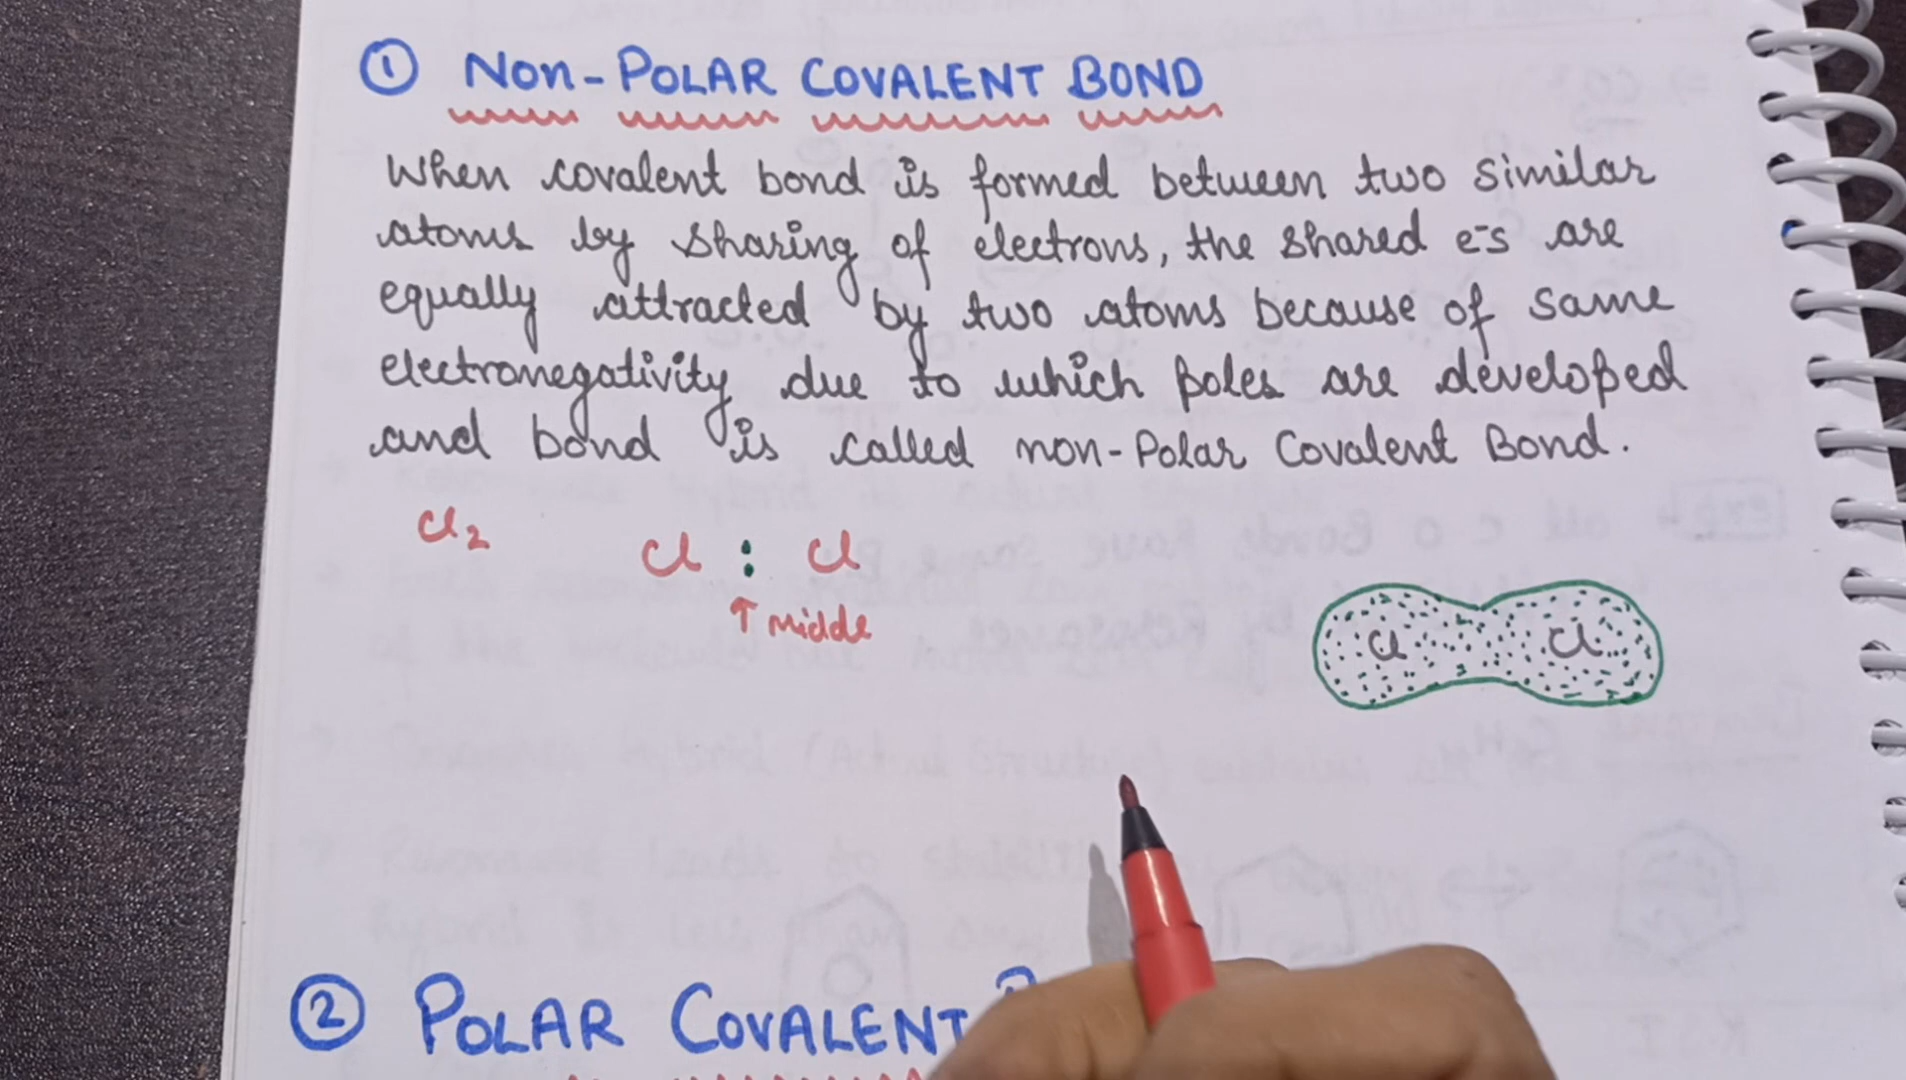 ① NON-POLAR COVALENT BOND
When covalent bond is formed between two similar
atoms by sharing of electrons, the shared e-s are
equally attracted by two atoms because of same
electronegativity due to which poles are developed
and bond is called non-Polar Covalent Bond.
Cl2
Cl : Cl
↑ middle
Cl Cl
② POLAR COVALENT